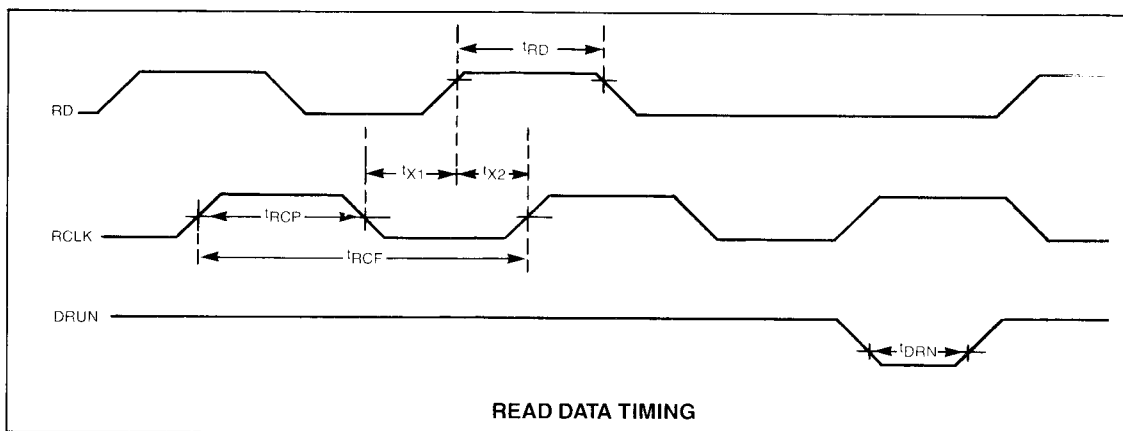 tRD
RD
tX1
tX2
tRCP
RCLK
tRCF
DRUN
tDRN
READ DATA TIMING